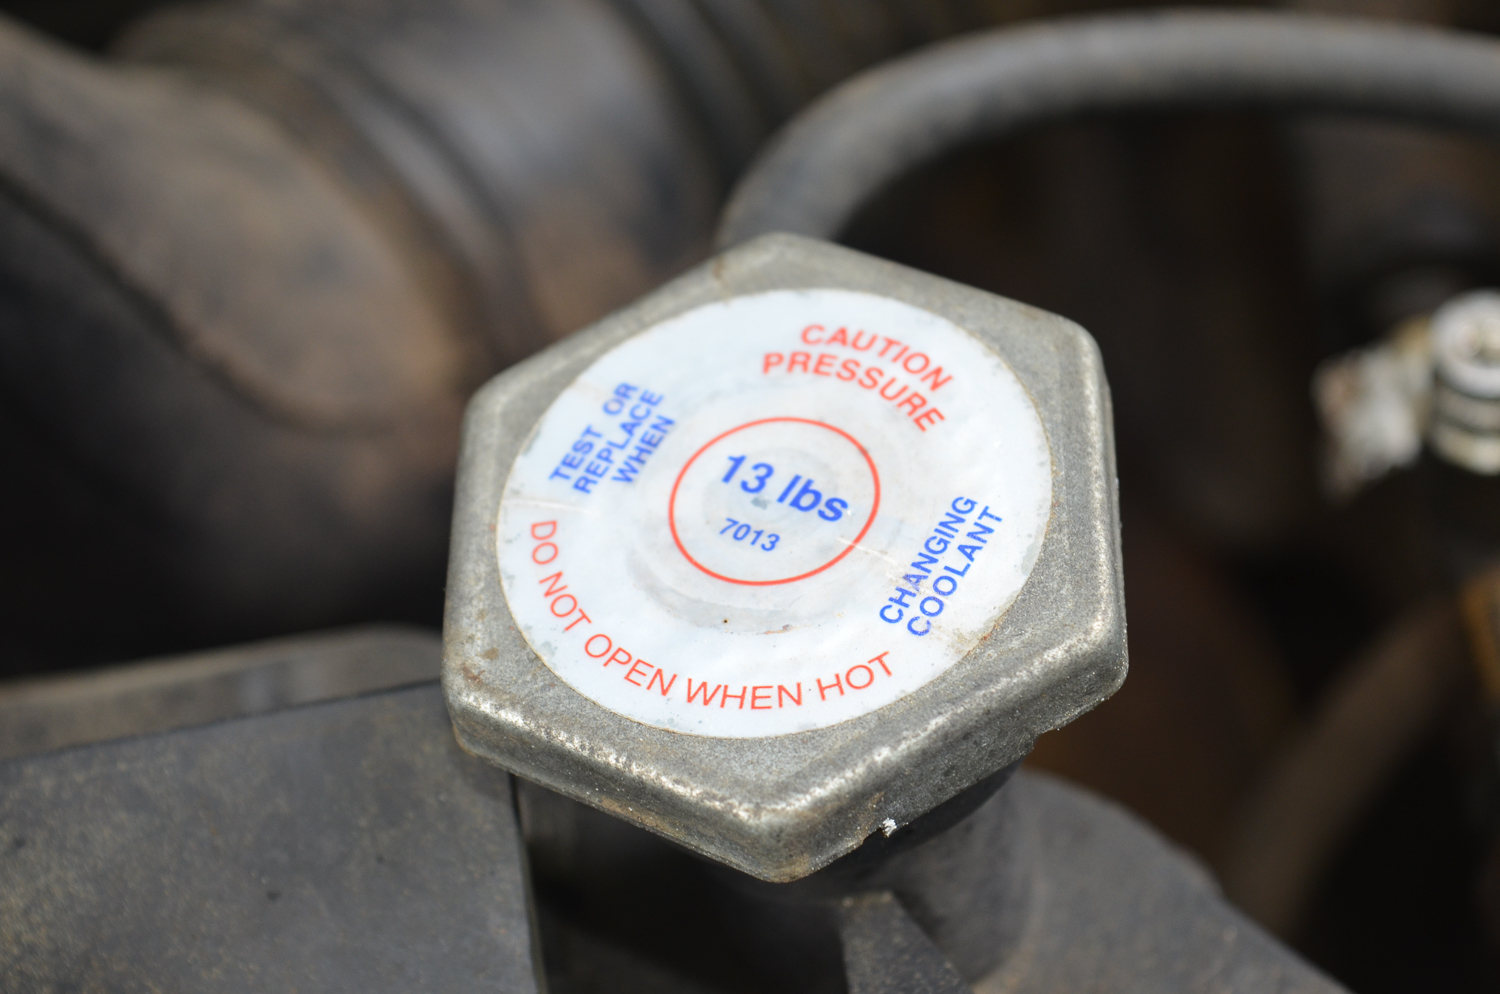 CAUTION
PRESSURE
TEST OR
REPLACE
WHEN
13 lbs
7013
CHANGING
COOLANT
DO NOT OPEN WHEN HOT